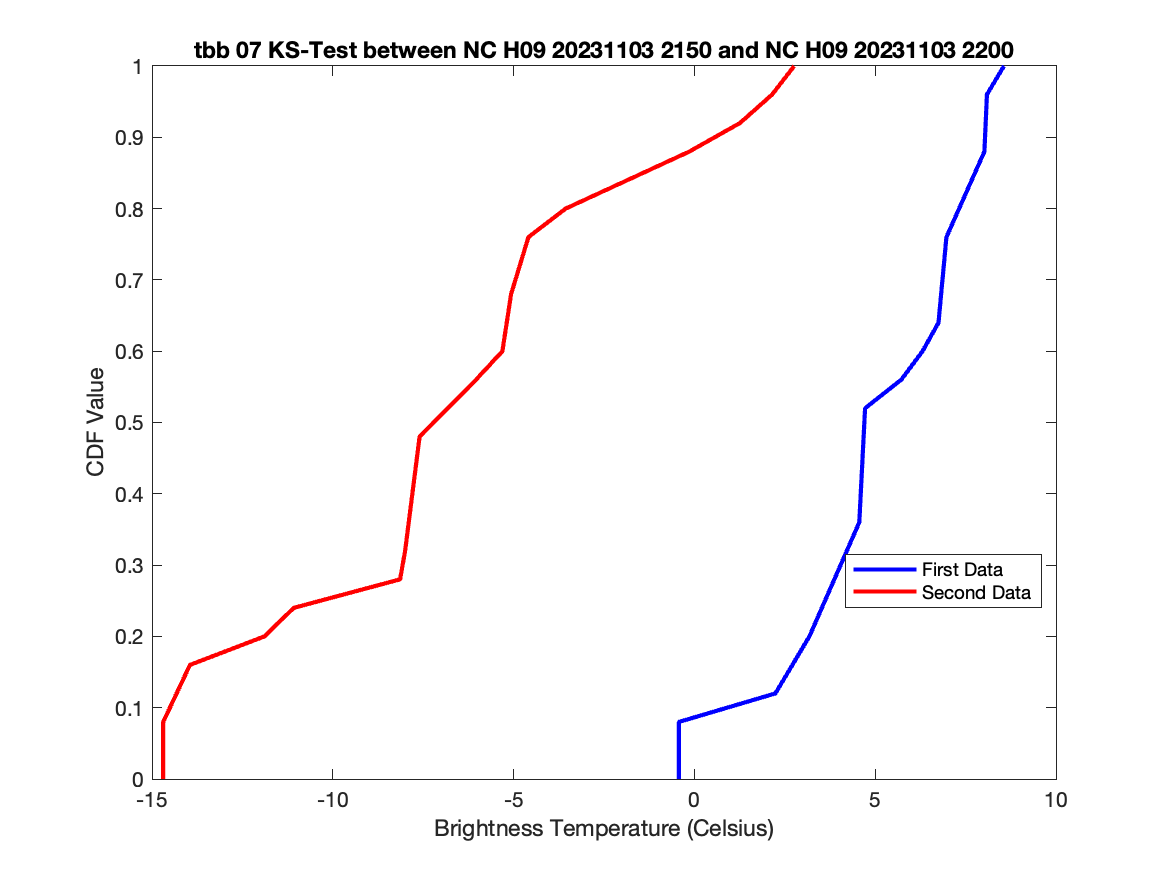 tbb 07 KS-Test between NC H09 20231103 2150 and NC H09 20231103 2200
1
0.9
0.8
0.7
0.6
0.5
0.4
0.3
0.2
0.1
0
CDF Value
First Data
Second Data
-15 -10 -5 0 5 10
Brightness Temperature (Celsius)